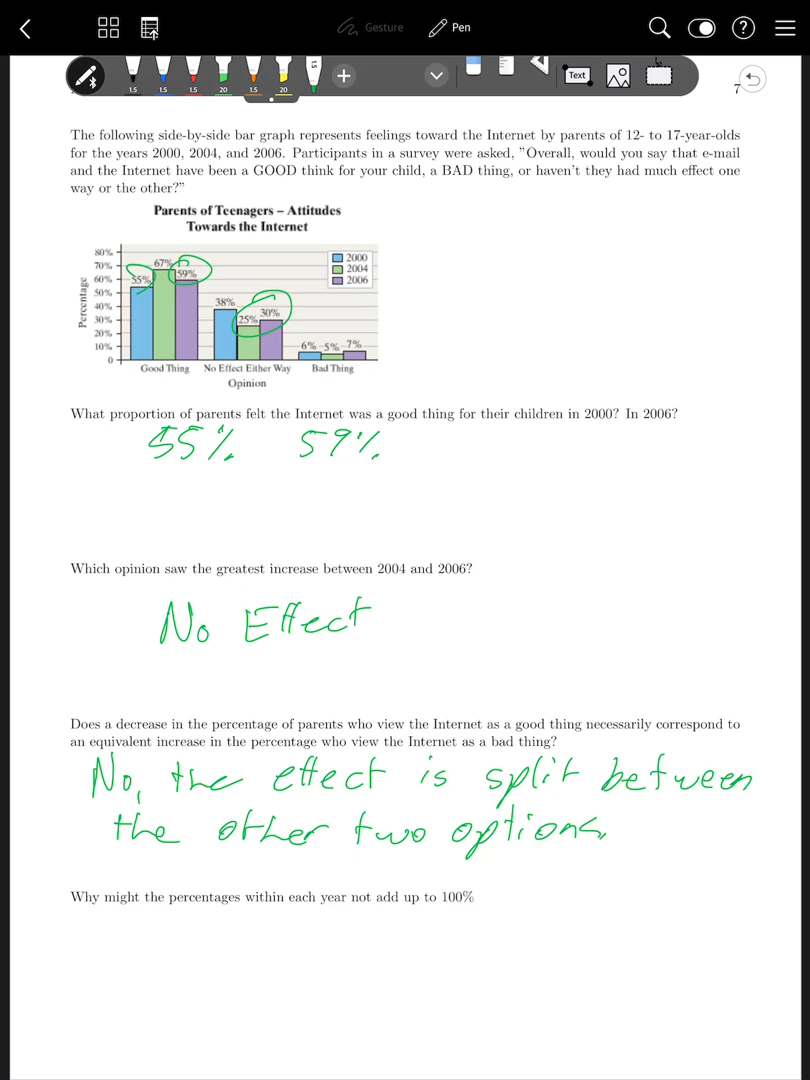 Gesture
Pen
?
1.5
1.5
1.5
20
1.5
20
1.5
+
Text
7
The following side-by-side bar graph represents feelings toward the Internet by parents of 12- to 17-year-olds
for the years 2000, 2004, and 2006. Participants in a survey were asked, "Overall, would you say that e-mail
and the Internet have been a GOOD think for your child, a BAD thing, or haven't they had much effect one
way or the other?"
Parents of Teenagers – Attitudes
Towards the Internet
80%
70%
60%
50%
40%
30%
20%
10%
0
Percentage
55%
67%
59%
38%
25%
30%
6%
5%
7%
2000
2004
2006
Good Thing
No Effect Either Way
Bad Thing
Opinion
What proportion of parents felt the Internet was a good thing for their children in 2000? In 2006?
55% 59%
Which opinion saw the greatest increase between 2004 and 2006?
No Effect
Does a decrease in the percentage of parents who view the Internet as a good thing necessarily correspond to
an equivalent increase in the percentage who view the Internet as a bad thing?
No, the effect is split between
the other two options.
Why might the percentages within each year not add up to 100%